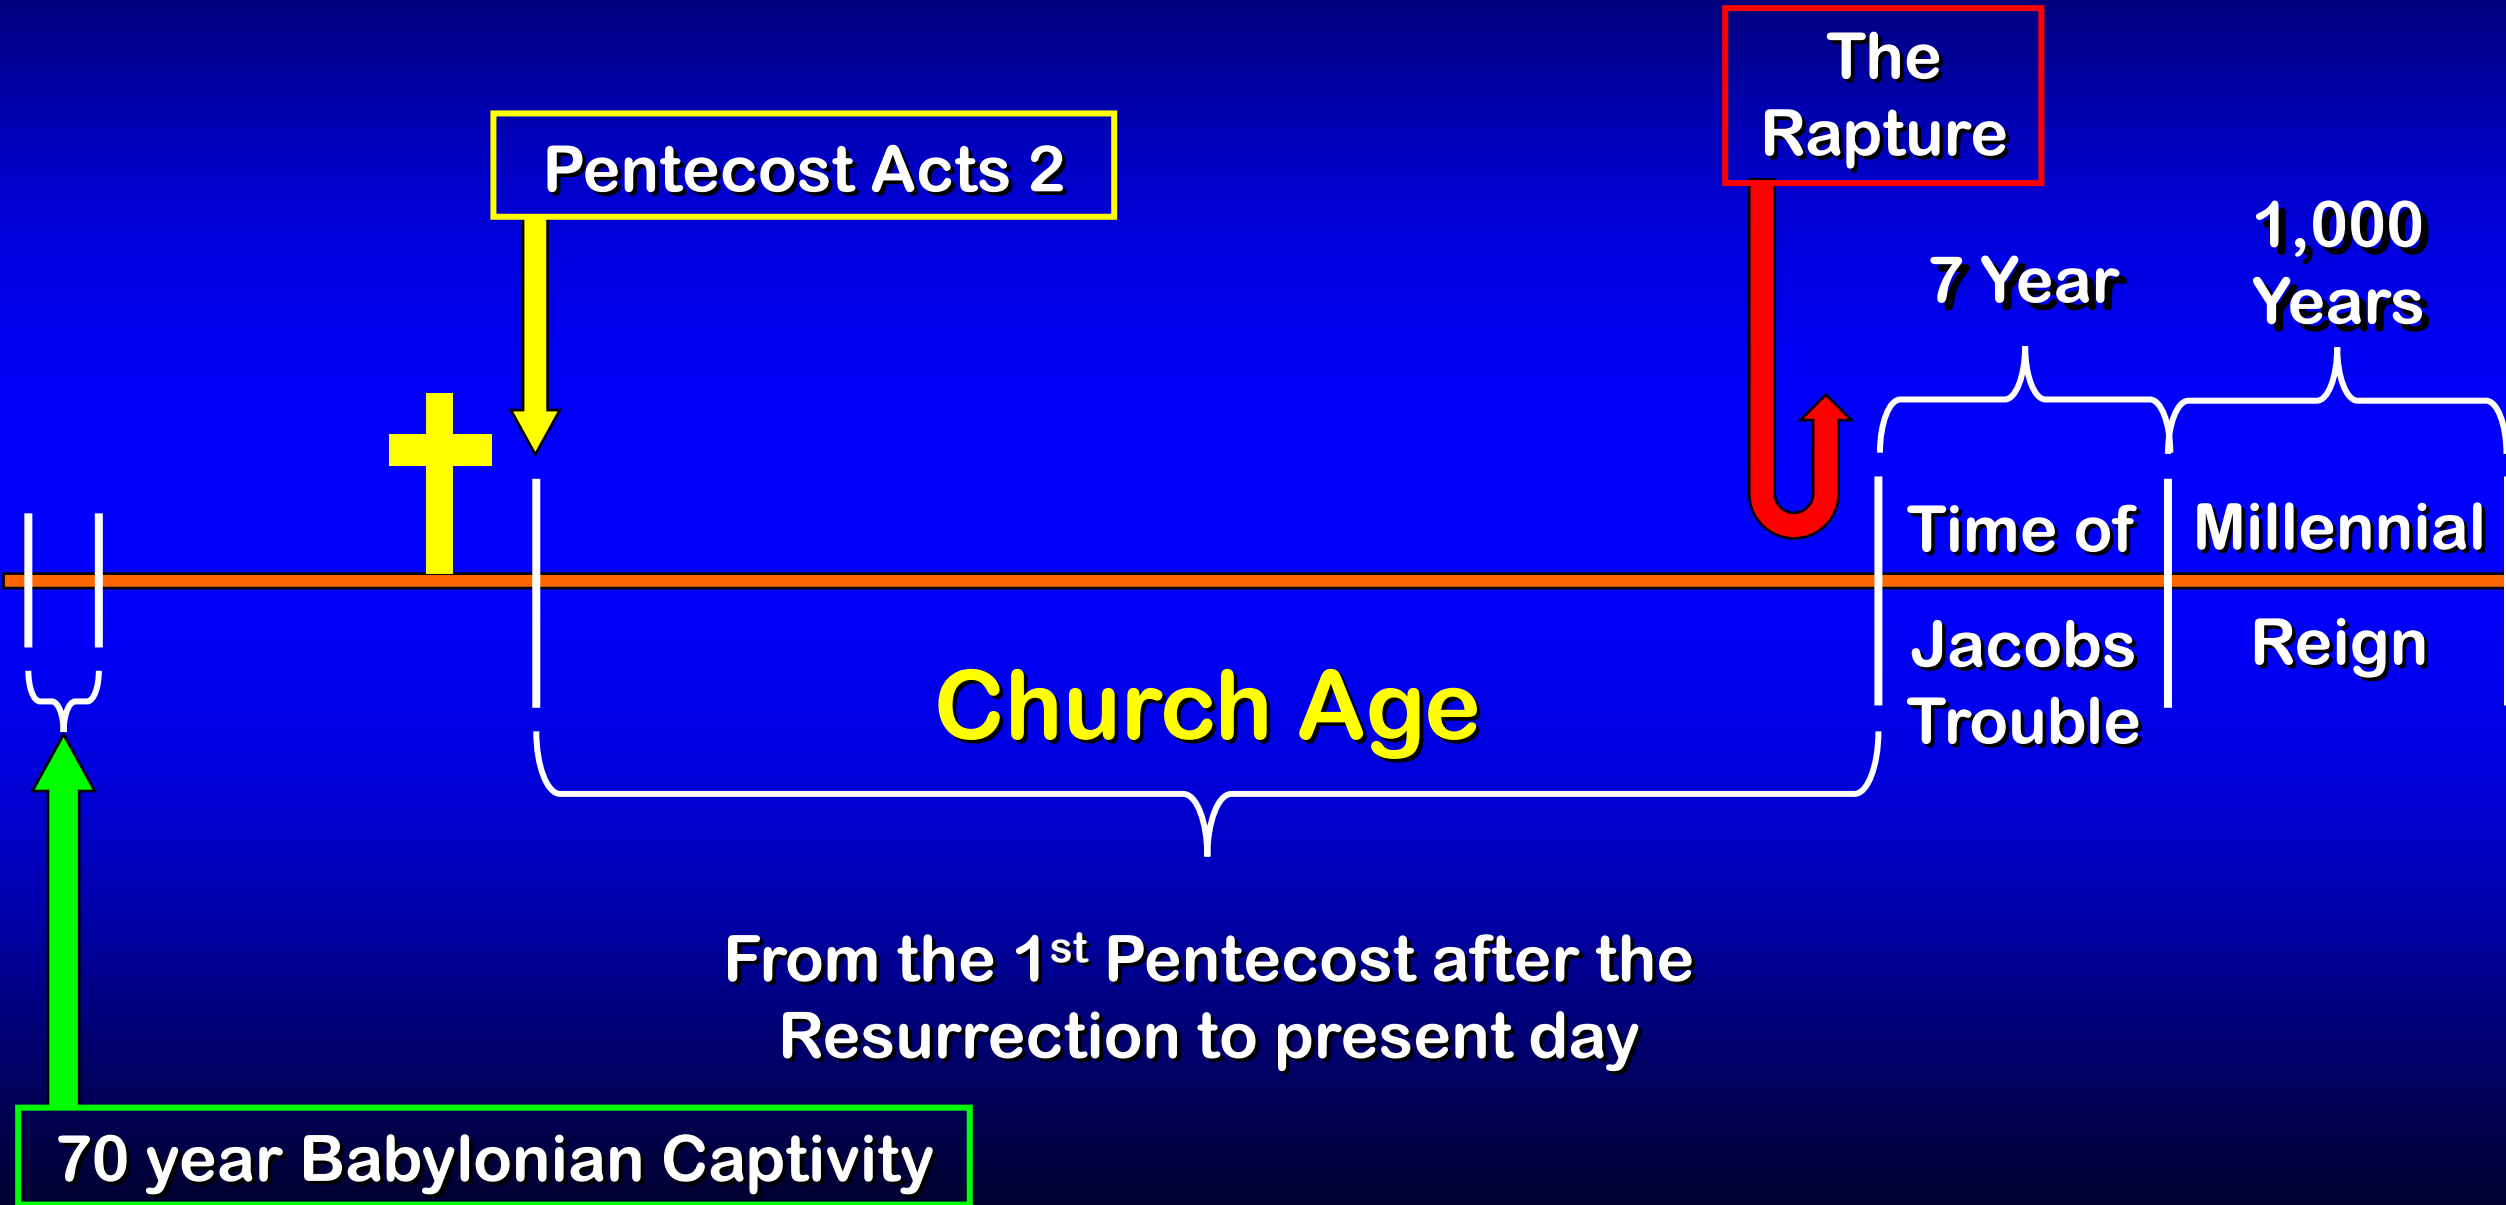 The
Rapture
Pentecost Acts 2
1,000
Years
7 Year
Time of
Jacobs
Trouble
Millennial
Reign
Church Age
From the 1st Pentecost after the
Resurrection to present day
70 year Babylonian Captivity